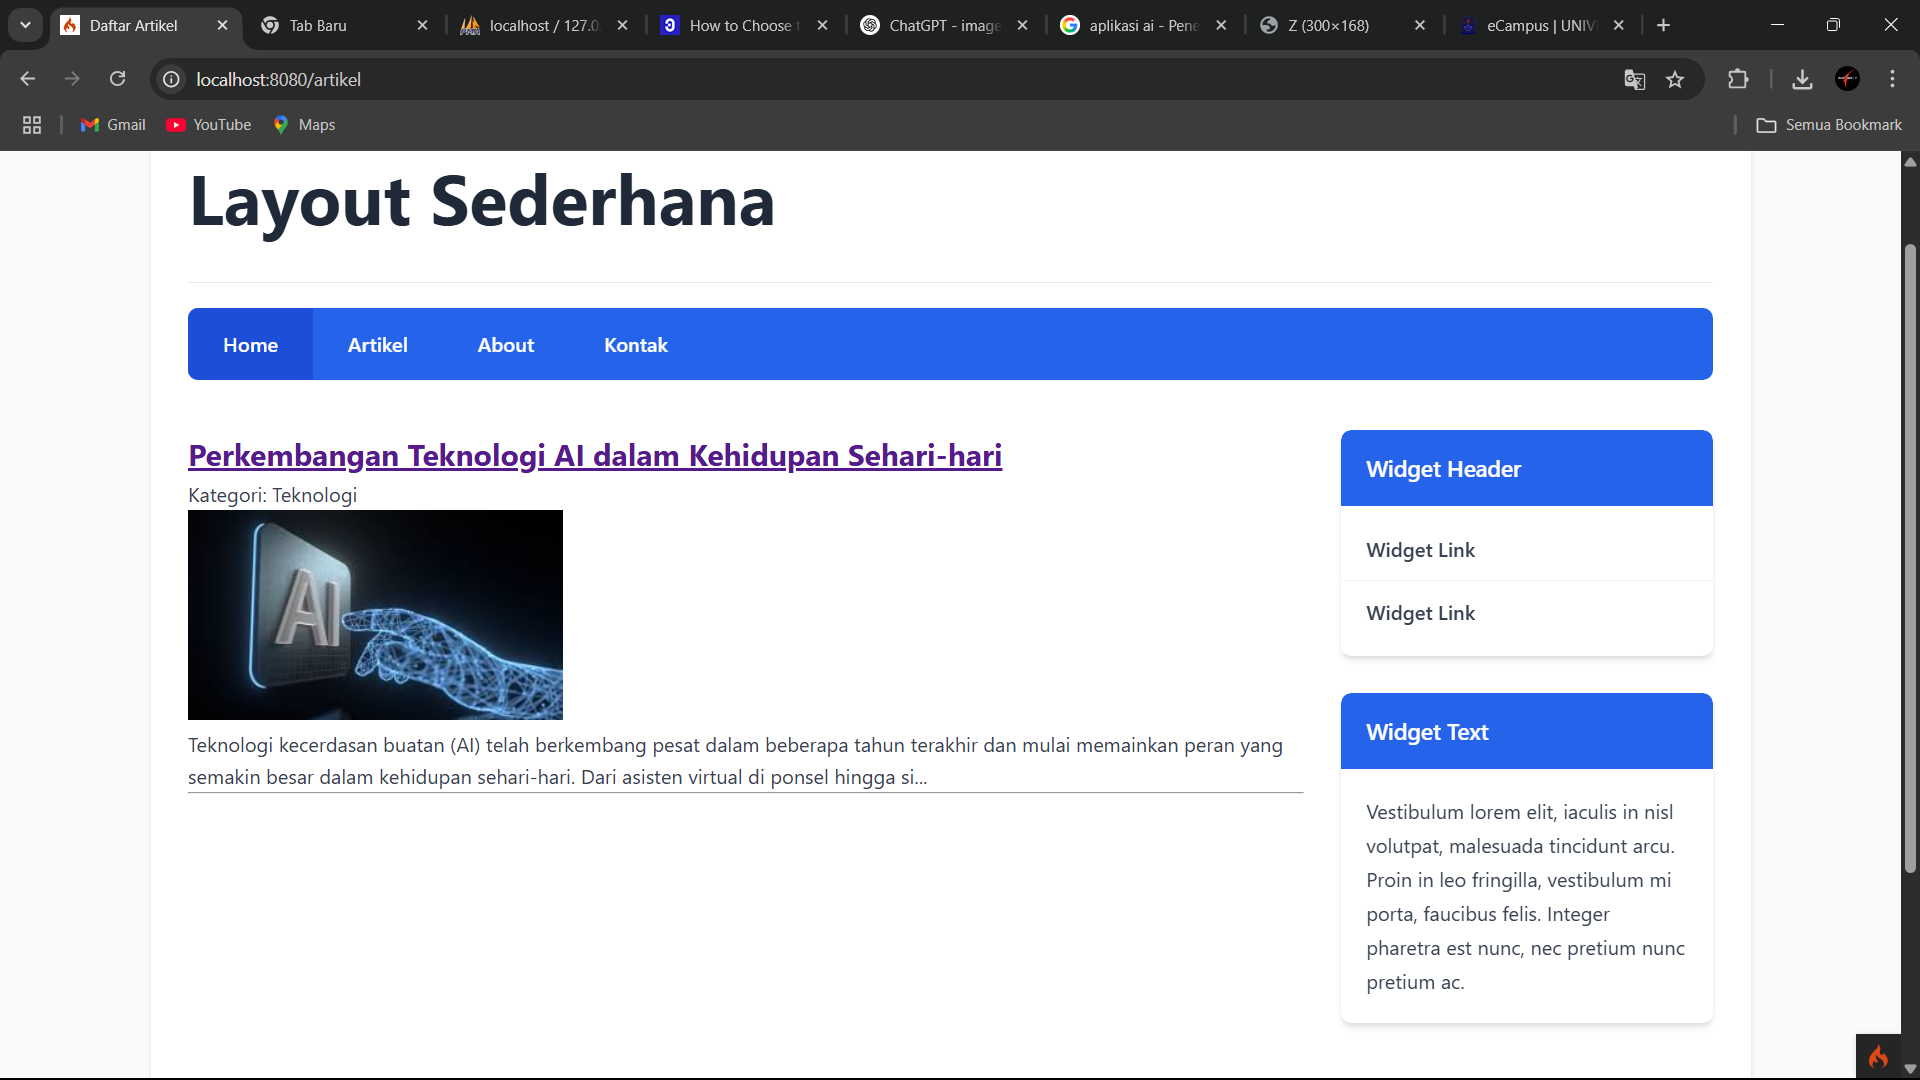 Daftar Artikel
Tab Baru
localhost / 127.0.
How to Choose
ChatGPT - image
aplikasi ai - Pene
Z (300×168)
eCampus | UNIV
localhost:8080/artikel
Gmail
YouTube
Maps
Semua Bookmark
Layout Sederhana
Home
Artikel
About
Kontak
Perkembangan Teknologi AI dalam Kehidupan Sehari-hari
Kategori: Teknologi
AI
Teknologi kecerdasan buatan (AI) telah berkembang pesat dalam beberapa tahun terakhir dan mulai memainkan peran yang
semakin besar dalam kehidupan sehari-hari. Dari asisten virtual di ponsel hingga si...
Widget Header
Widget Link
Widget Link
Widget Text
Vestibulum lorem elit, iaculis in nisl
volutpat, malesuada tincidunt arcu.
Proin in leo fringilla, vestibulum mi
porta, faucibus felis. Integer
pharetra est nunc, nec pretium nunc
pretium ac.